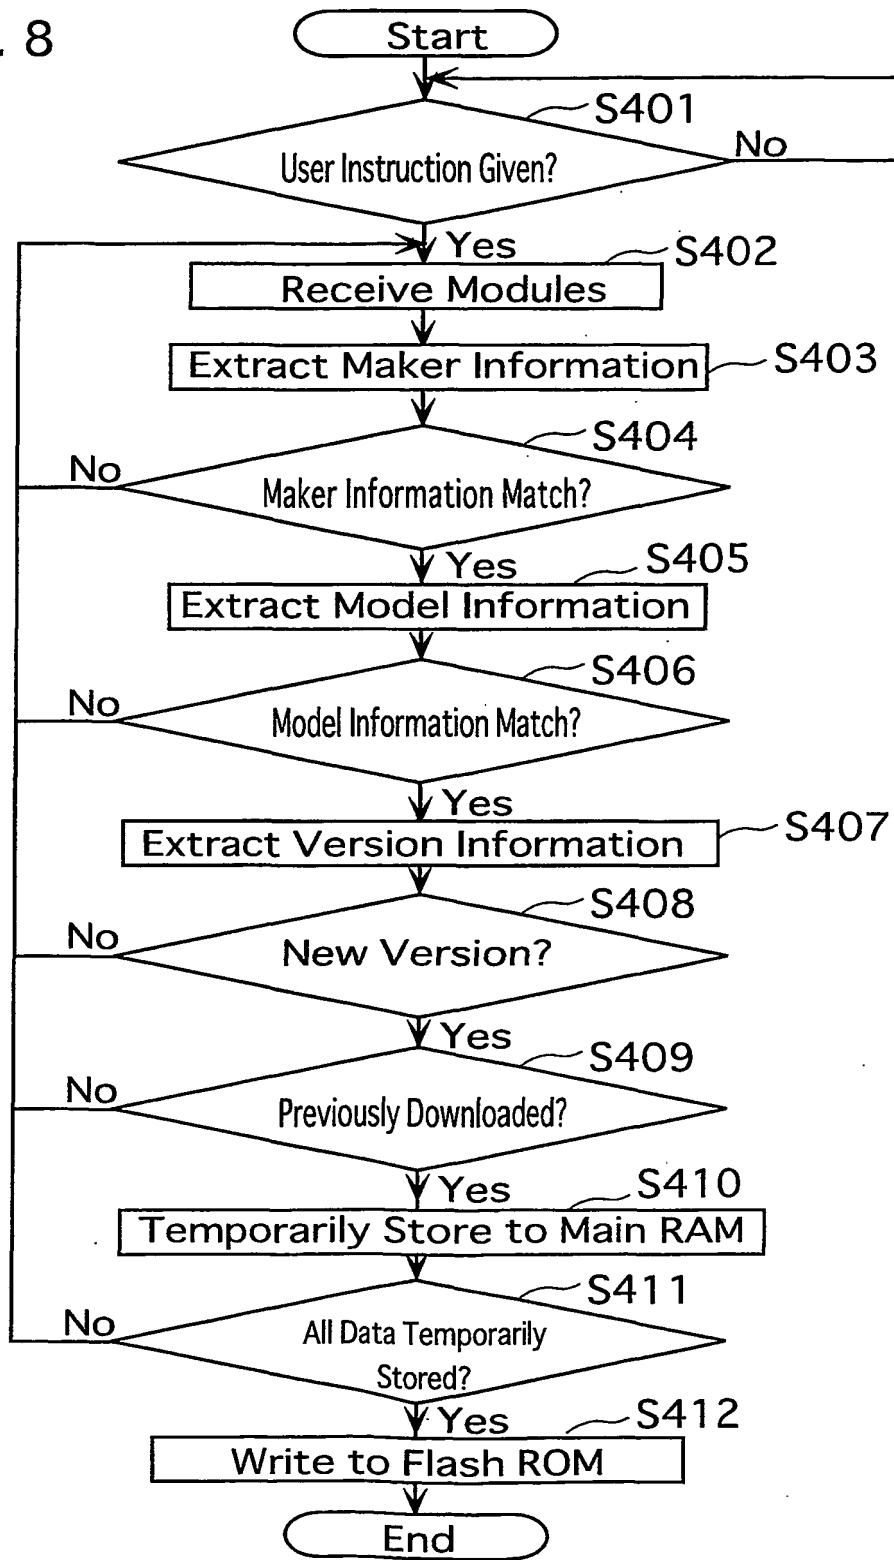 . 8
Start
S401
User Instruction Given?
No
Yes
S402
Receive Modules
Extract Maker Information
S403
S404
No
Maker Information Match?
Yes
S405
Extract Model Information
S406
No
Model Information Match?
Yes
Extract Version Information
S407
S408
No
New Version?
Yes
S409
No
Previously Downloaded?
Yes
S410
Temporarily Store to Main RAM
S411
No
All Data Temporarily
Stored?
Yes
S412
Write to Flash ROM
End